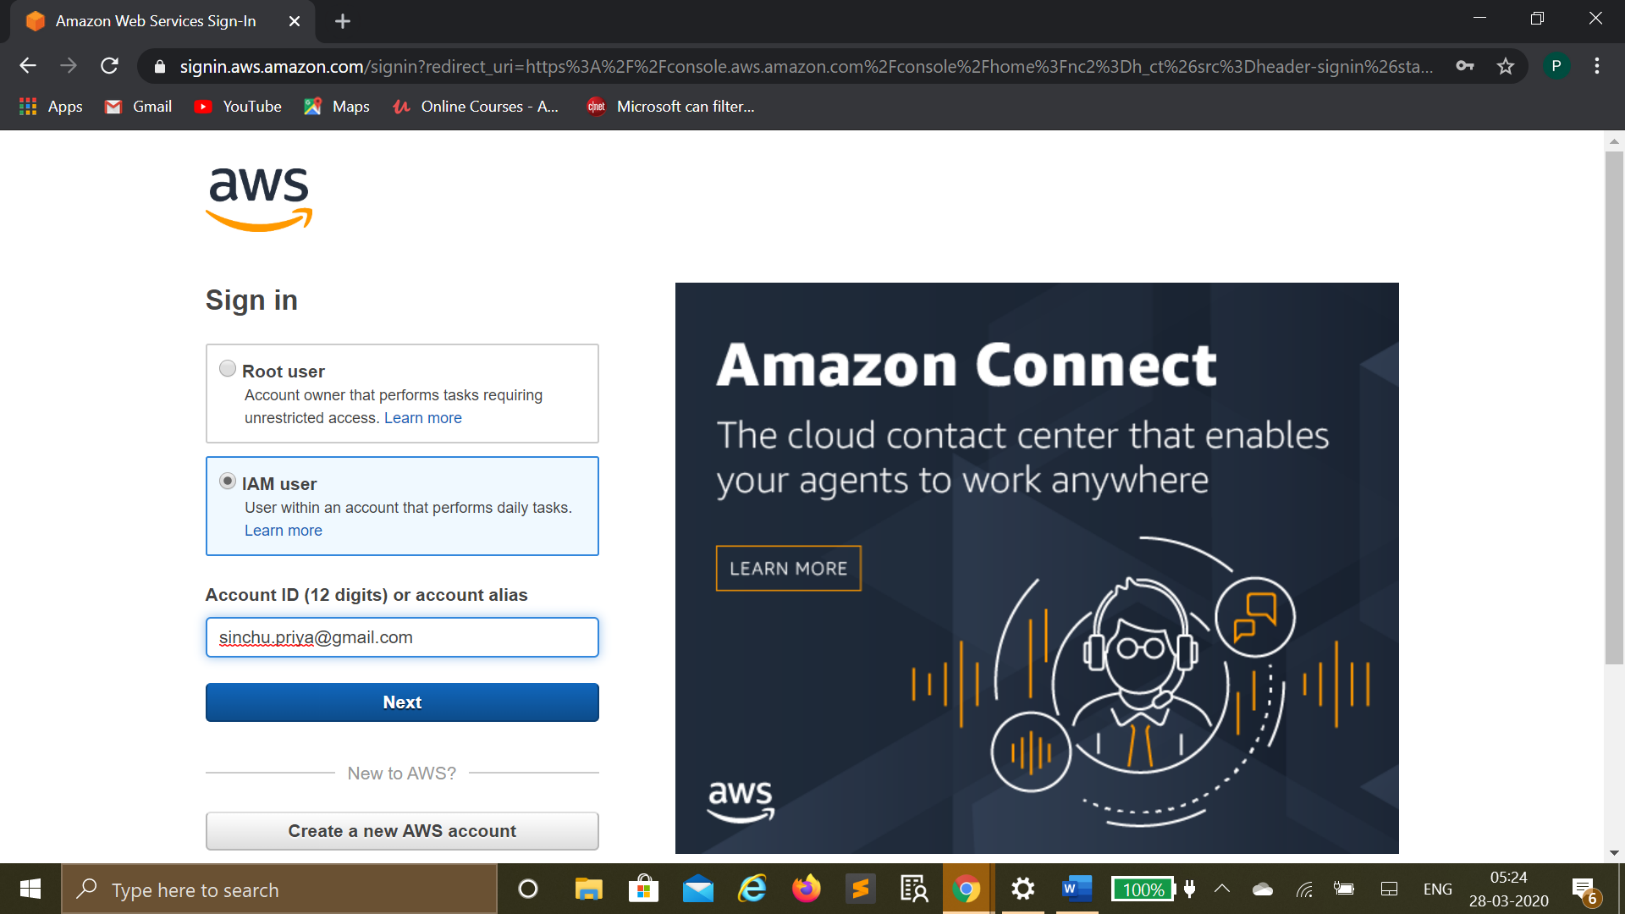 Amazon Web Services Sign-In
signin.aws.amazon.com/signin?redirect_uri=https%3A%2F%2Fconsole.aws.amazon.com%2Fconsole%2Fhome%3Fnc2%3Dh_ct%26src%3Dheader-signin%26sta...
P
Apps
Gmail
YouTube
Maps
Online Courses - A...
cnet
Microsoft can filter...
aws
Sign in
Root user
Account owner that performs tasks requiring
unrestricted access. Learn more
IAM user
User within an account that performs daily tasks.
Learn more
Account ID (12 digits) or account alias
sinchu.priya@gmail.com
Next
New to AWS?
Create a new AWS account
Amazon Connect
The cloud contact center that enables
your agents to work anywhere
LEARN MORE
aws
Type here to search
W
100%
ENG
05:24
28-03-2020
6